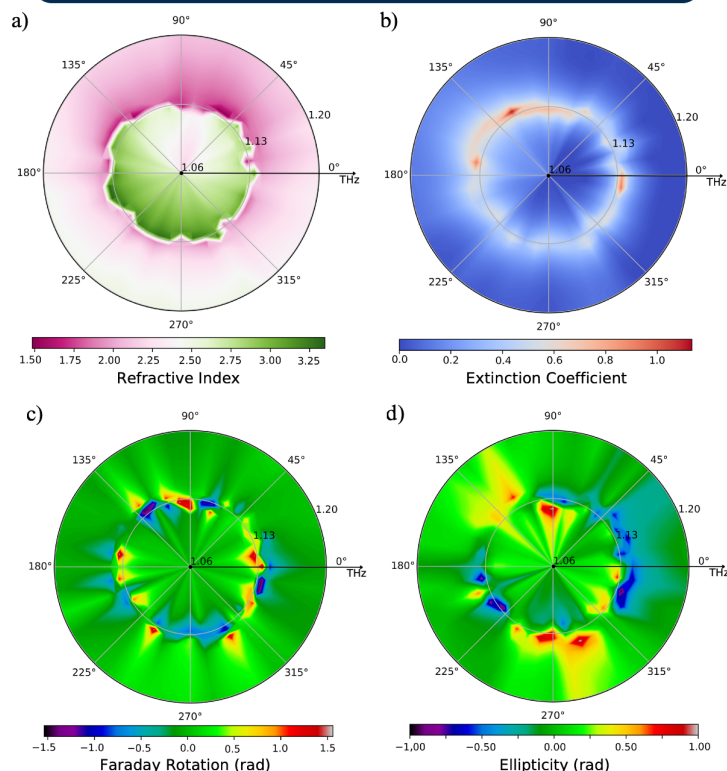 a)
90°
135°
45°
1.20
1.13
1.06
180°
0°
THz
225°
315°
270°
1.50 1.75 2.00 2.25 2.50 2.75 3.00 3.25
Refractive Index
b)
90°
135°
45°
1.20
1.13
1.06
180°
0°
THz
225°
315°
270°
0.0 0.2 0.4 0.6 0.8 1.0
Extinction Coefficient
c)
90°
135°
45°
1.20
1.13
1.06
180°
0°
THz
225°
315°
270°
−1.5 −1.0 −0.5 0.0 0.5 1.0 1.5
Faraday Rotation (rad)
d)
90°
135°
45°
1.20
1.13
1.06
180°
0°
THz
225°
315°
270°
−1,00 −0.50 0.00 0.50 1.00
Ellipticity (rad)